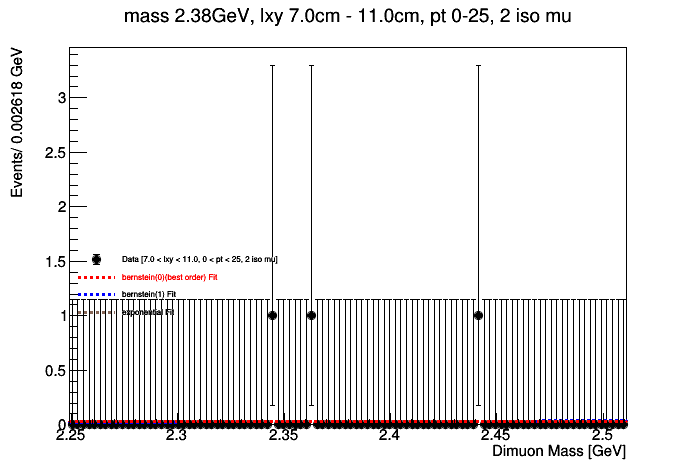 mass 2.38GeV, lxy 7.0cm - 11.0cm, pt 0-25, 2 iso mu
Events/ 0.002618 GeV
3
2.5
2
1.5
1
0.5
0
Data [7.0 < lxy < 11.0, 0 < pt < 25, 2 iso mu]
bernstein(0)(best order) Fit
bernstein(1) Fit
exponential Fit
2.25 2.3 2.35 2.4 2.45 2.5
Dimuon Mass [GeV]